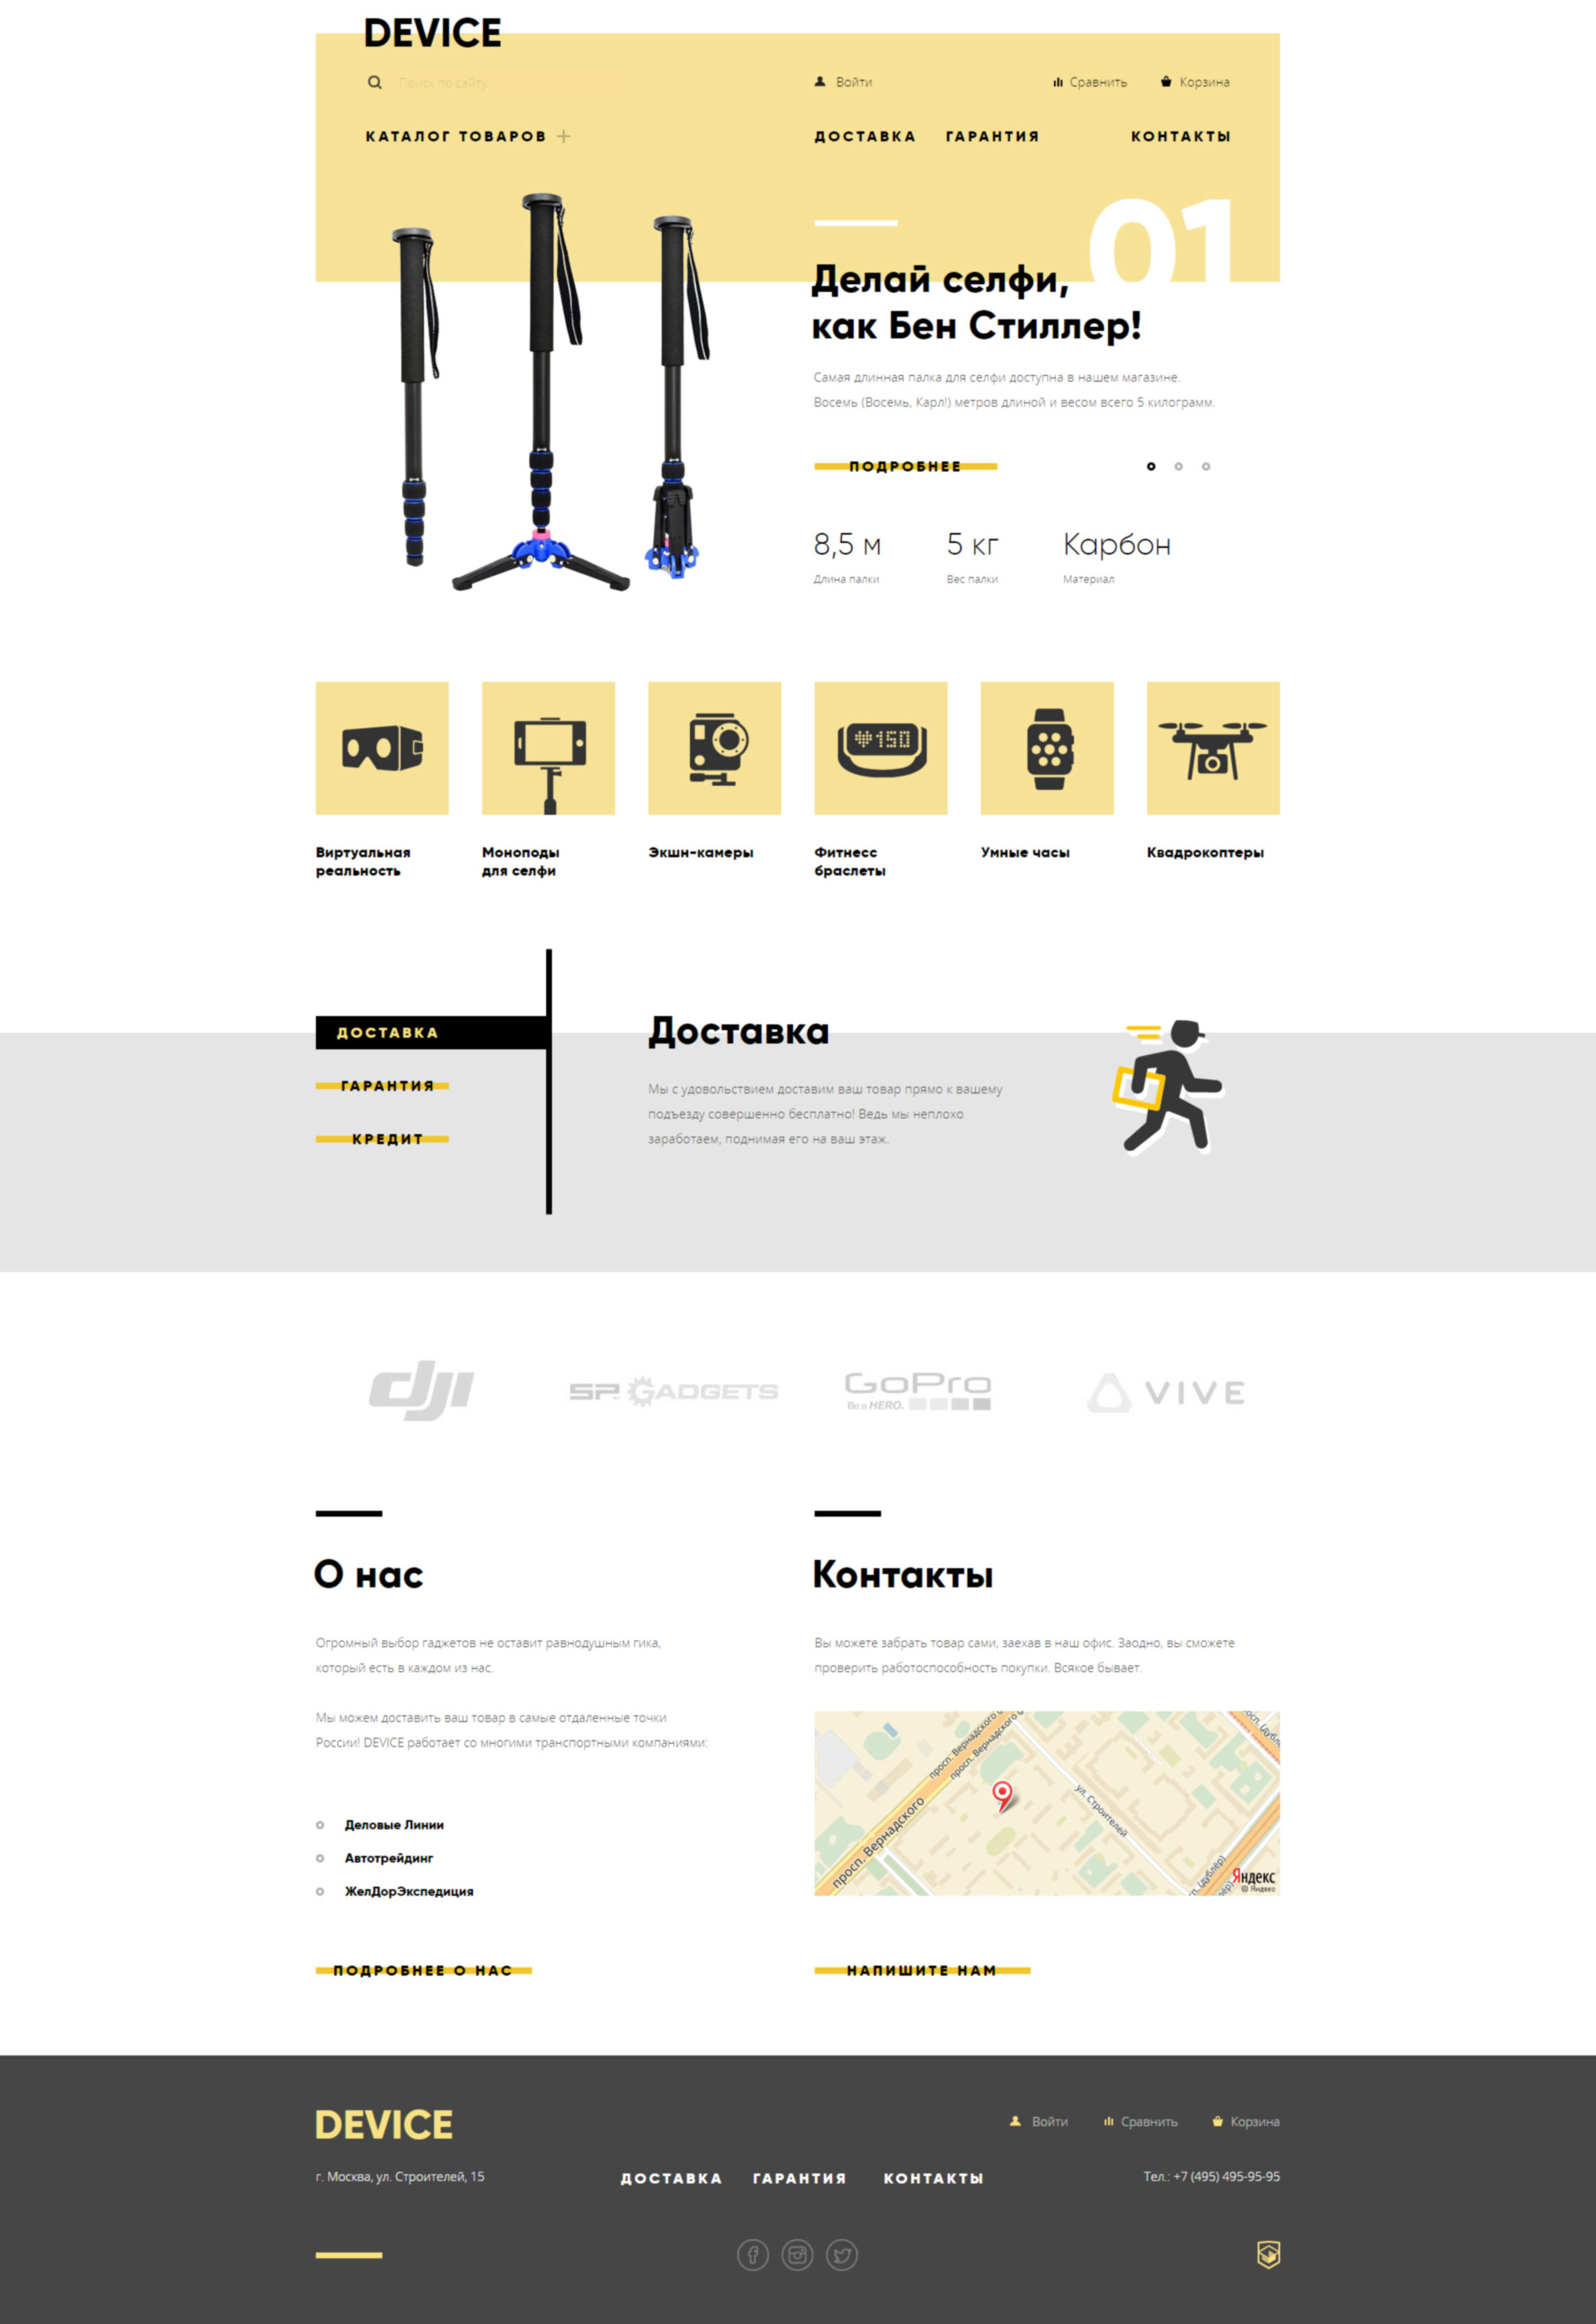 DEVICE
Поиск по сайту
Войти
Сравнить
Корзина
КАТАЛОГ ТОВАРОВ +
ДОСТАВКА
ГАРАНТИЯ
КОНТАКТЫ
01
Делай селфи,
как Бен Стиллер!
Самая длинная палка для селфи доступна в нашем магазине.
Восемь (Восемь, Карл!) метров длиной и весом всего 5 килограмм.
ПОДРОБНЕЕ
8,5 м
Длина палки
5 кг
Вес палки
Карбон
Материал
150
Виртуальная
реальность
Моноподы
для селфи
Экшн-камеры
Фитнесс
браслеты
Умные часы
Квадрокоптеры
ДОСТАВКА
ГАРАНТИЯ
КРЕДИТ
Доставка
Мы с удовольствием доставим ваш товар прямо к вашему
подъезду совершенно бесплатно! Ведь мы неплохо
заработаем, поднимая его на ваш этаж.
dji
SP GADGETS
GoPro
Be a HERO.
VIVE
О нас
Огромный выбор гаджетов не оставит равнодушным гика,
который есть в каждом из нас.
Мы можем доставить ваш товар в самые отдаленные точки
России! DEVICE работает со многими транспортными компаниями:
Деловые Линии
Автотрейдинг
ЖелДорЭкспедиция
ПОДРОБНЕЕ О НАС
Контакты
Вы можете забрать товар сами, заехав в наш офис. Заодно, вы сможете
проверить работоспособность покупки. Всякое бывает.
просп. Вернадского
просп. Вернадского
просп. Вернадского
ул. Строителей
(дублёр)
Яндекс
© Яндекс
НАПИШИТЕ НАМ
DEVICE
Войти
Сравнить
Корзина
г. Москва, ул. Строителей, 15
ДОСТАВКА
ГАРАНТИЯ
КОНТАКТЫ
Тел.: +7 (495) 495-95-95